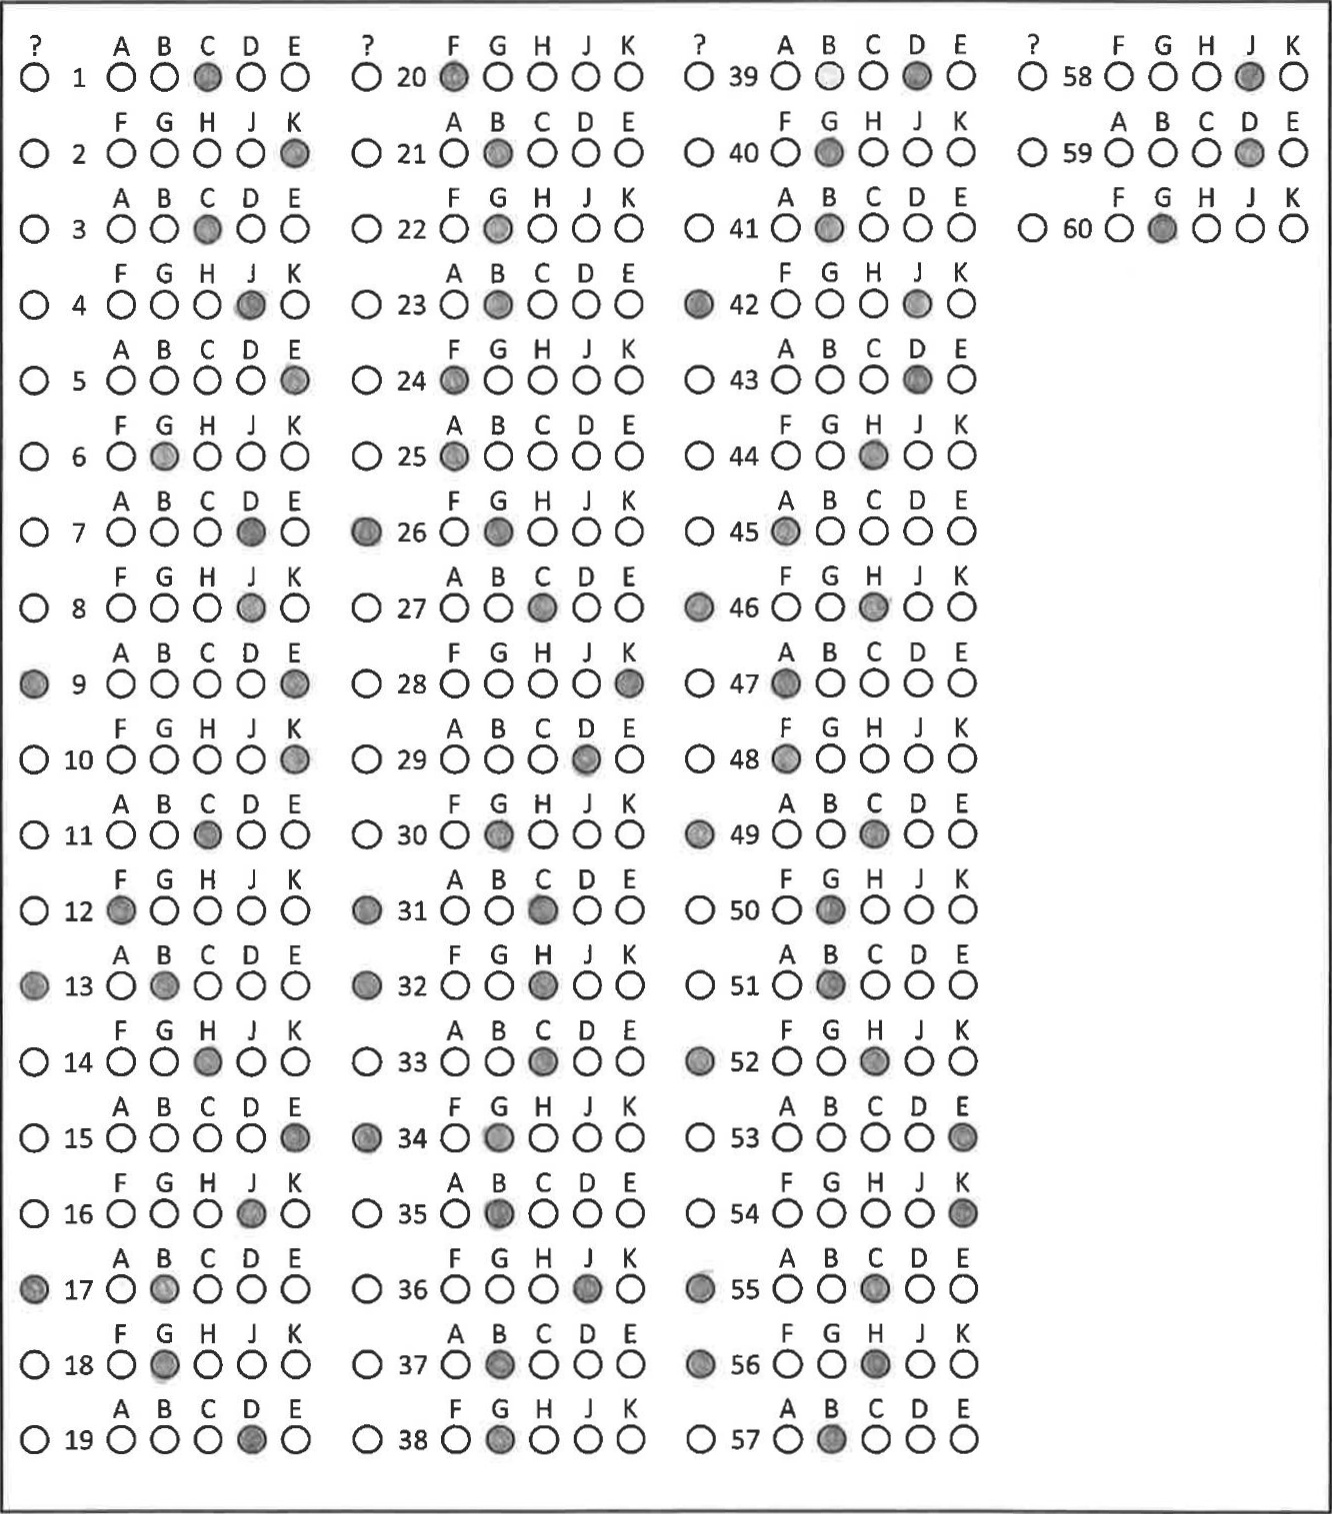 ? A B C D E
1
F G H J K
2
A B C D E
3
F G H J K
4
A B C D E
5
F G H J K
6
A B C D E
7
F G H J K
8
A B C D E
9
F G H J K
10
A B C D E
11
F G H J K
12
A B C D E
13
F G H J K
14
A B C D E
15
F G H J K
16
A B C D E
17
F G H J K
18
A B C D E
19
? F G H J K
20
A B C D E
21
F G H J K
22
A B C D E
23
F G H J K
24
A B C D E
25
F G H J K
26
A B C D E
27
F G H J K
28
A B C D E
29
F G H J K
30
A B C D E
31
F G H J K
32
A B C D E
33
F G H J K
34
A B C D E
35
F G H J K
36
A B C D E
37
F G H J K
38
? A B C D E
39
F G H J K
40
A B C D E
41
F G H J K
42
A B C D E
43
F G H J K
44
A B C D E
45
F G H J K
46
A B C D E
47
F G H J K
48
A B C D E
49
F G H J K
50
A B C D E
51
F G H J K
52
A B C D E
53
F G H J K
54
A B C D E
55
F G H J K
56
A B C D E
57
? F G H J K
58
A B C D E
59
F G H J K
60